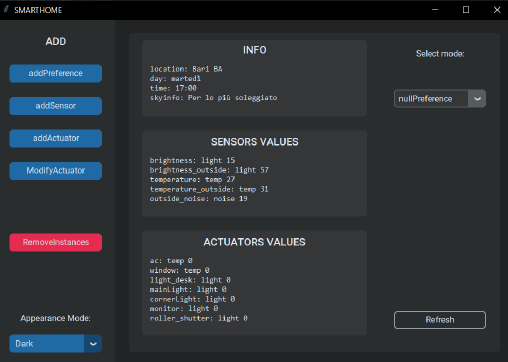 SMARTHOME
ADD
addPreference
addSensor
addActuator
ModifyActuator
RemoveInstances
Appearance Mode:
Dark
INFO
location: Bari BA
day: martedì
time: 17:00
skyinfo: Per lo più soleggiato
SENSORS VALUES
brightness: light 15
brightness_outside: light 57
temperature: temp 27
temperature_outside: temp 31
outside_noise: noise 19
ACTUATORS VALUES
ac: temp 0
window: temp 0
light_desk: light 0
mainLight: light 0
cornerLight: light 0
monitor: light 0
roller_shutter: light 0
Select mode:
nullPreference
Refresh